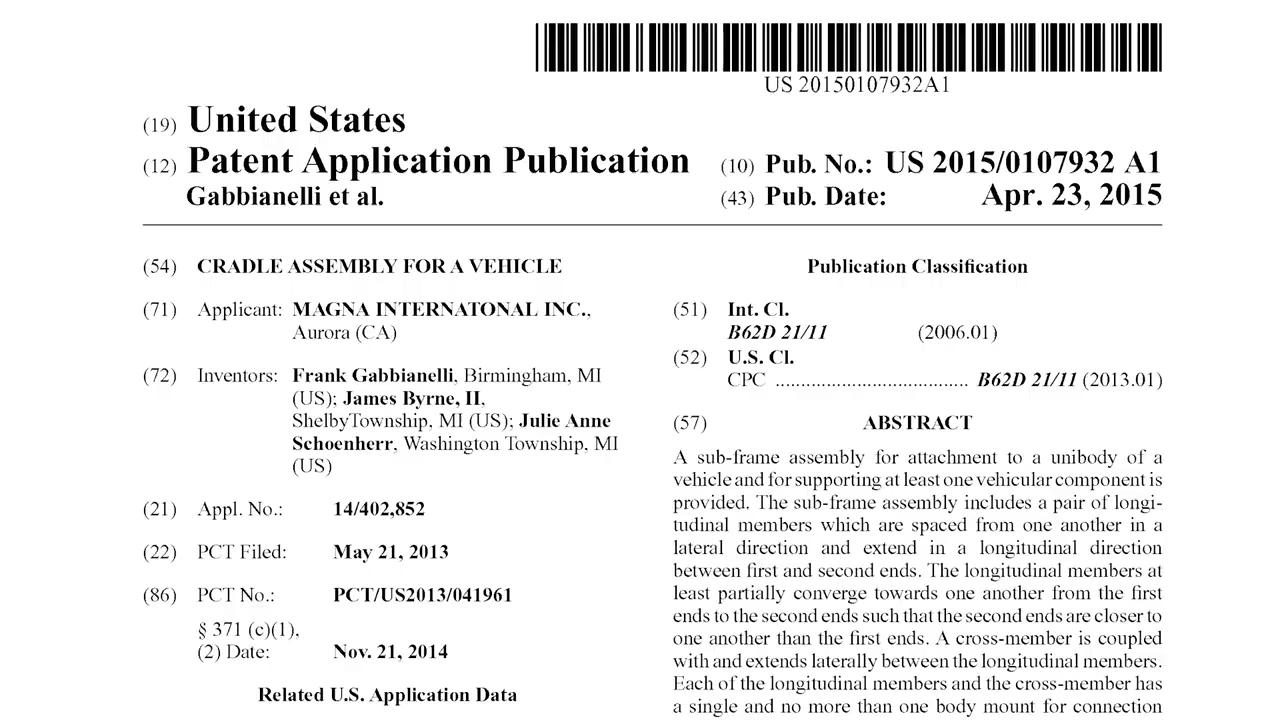 US 20150107932A1
(19) United States
(12) Patent Application Publication
Gabbianelli et al.
(10) Pub. No.: US 2015/0107932 A1
(43) Pub. Date: Apr. 23, 2015
(54) CRADLE ASSEMBLY FOR A VEHICLE
(71) Applicant: MAGNA INTERNATONAL INC.,
Aurora (CA)
(72) Inventors: Frank Gabbianelli, Birmingham, MI
(US); James Byrne, II,
ShelbyTownship, MI (US); Julie Anne
Schoenherr, Washington Township, MI
(US)
(21) Appl. No.: 14/402,852
(22) PCT Filed: May 21, 2013
(86) PCT No.: PCT/US2013/041961
§ 371 (c)(1),
(2) Date: Nov. 21, 2014
Related U.S. Application Data
Publication Classification
(51) Int. Cl.
B62D 21/11 (2006.01)
(52) U.S. Cl.
CPC ...................................... B62D 21/11 (2013.01)
(57) ABSTRACT
A sub-frame assembly for attachment to a unibody of a
vehicle and for supporting at least one vehicular component is
provided. The sub-frame assembly includes a pair of longi-
tudinal members which are spaced from one another in a
lateral direction and extend in a longitudinal direction
between first and second ends. The longitudinal members at
least partially converge towards one another from the first
ends to the second ends such that the second ends are closer to
one another than the first ends. A cross-member is coupled
with and extends laterally between the longitudinal members.
Each of the longitudinal members and the cross-member has
a single and no more than one body mount for connection